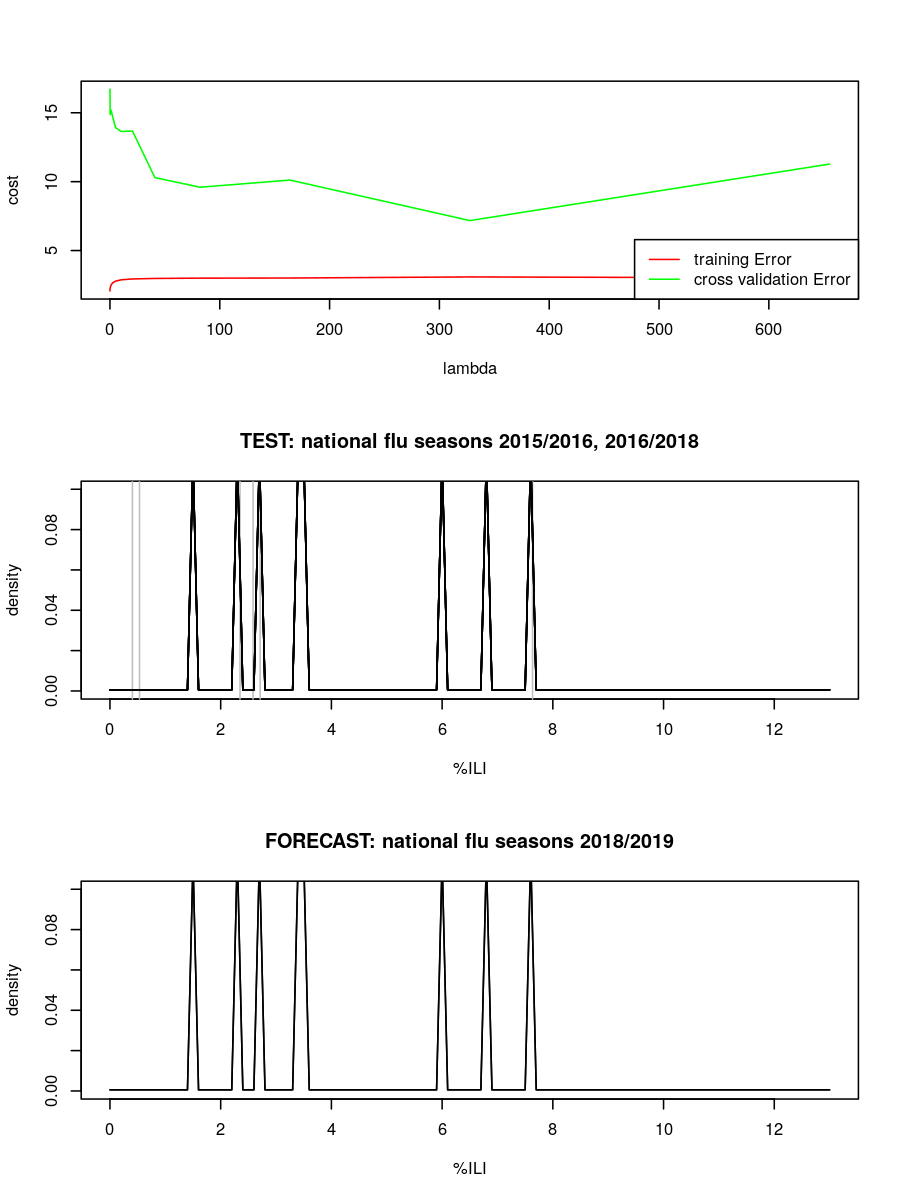 15
10
5
cost
training Error
cross validation Error
0 100 200 300 400 500 600
lambda
TEST: national flu seasons 2015/2016, 2016/2018
0.08
0.04
0.00
density
0 2 4 6 8 10 12
%ILI
FORECAST: national flu seasons 2018/2019
0.08
0.04
0.00
density
0 2 4 6 8 10 12
%ILI